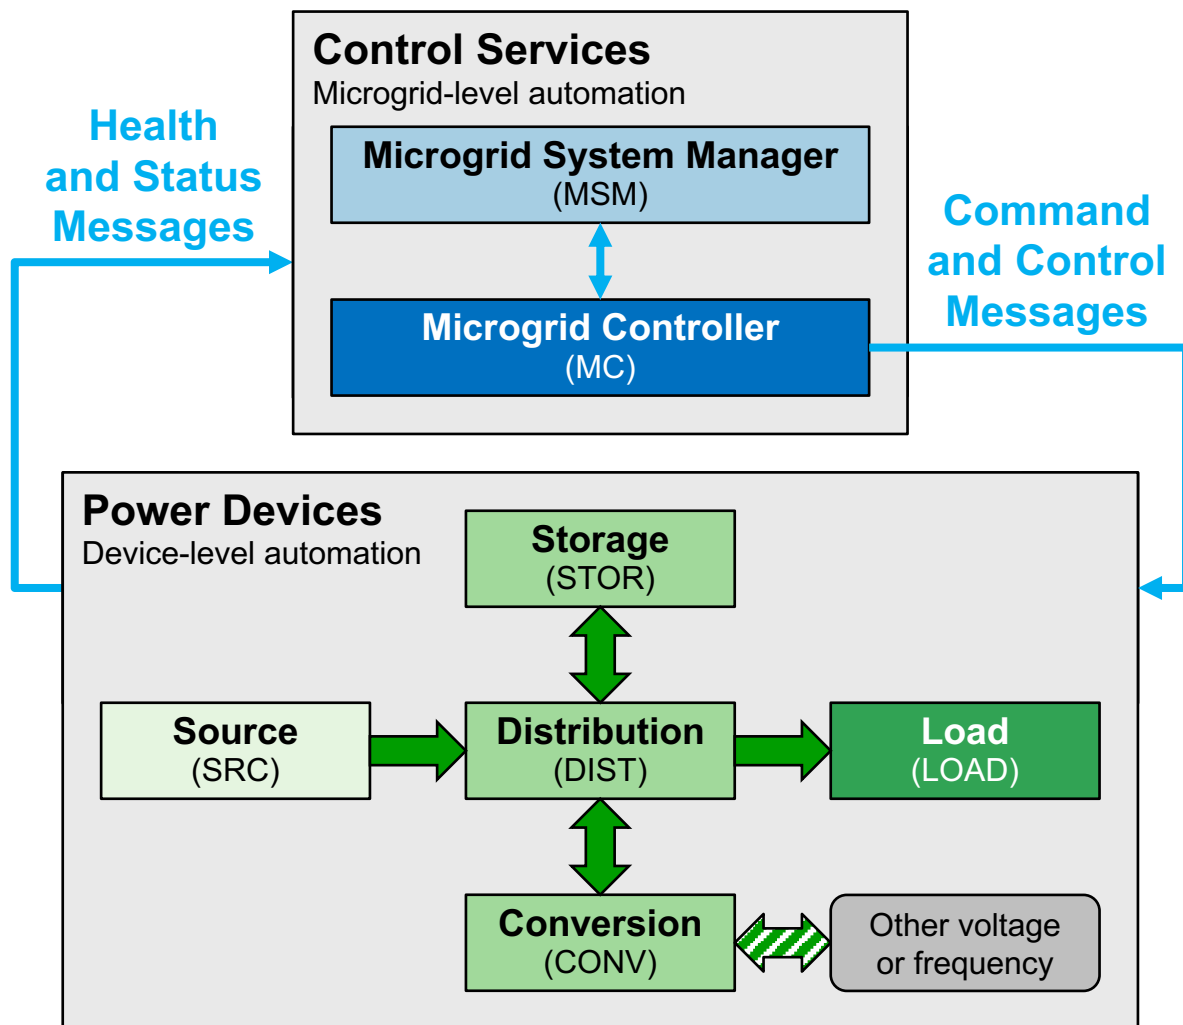 Control Services
Microgrid-level automation
Health
and Status
Messages
Microgrid System Manager
(MSM)
Command
and Control
Messages
Microgrid Controller
(MC)
Power Devices
Device-level automation
Storage
(STOR)
Source
(SRC)
Distribution
(DIST)
Load
(LOAD)
Conversion
(CONV)
Other voltage
or frequency